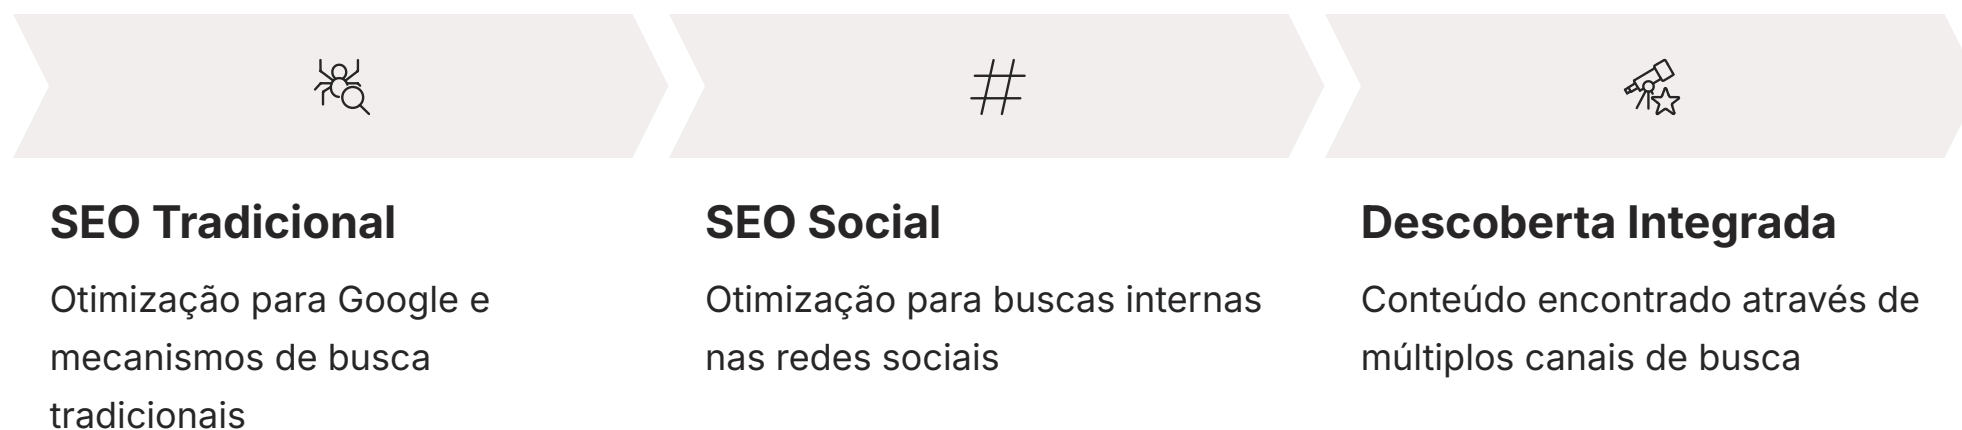 SEO Tradicional
Otimização para Google e
mecanismos de busca
tradicionais
SEO Social
Otimização para buscas internas
nas redes sociais
Descoberta Integrada
Conteúdo encontrado através de
múltiplos canais de busca